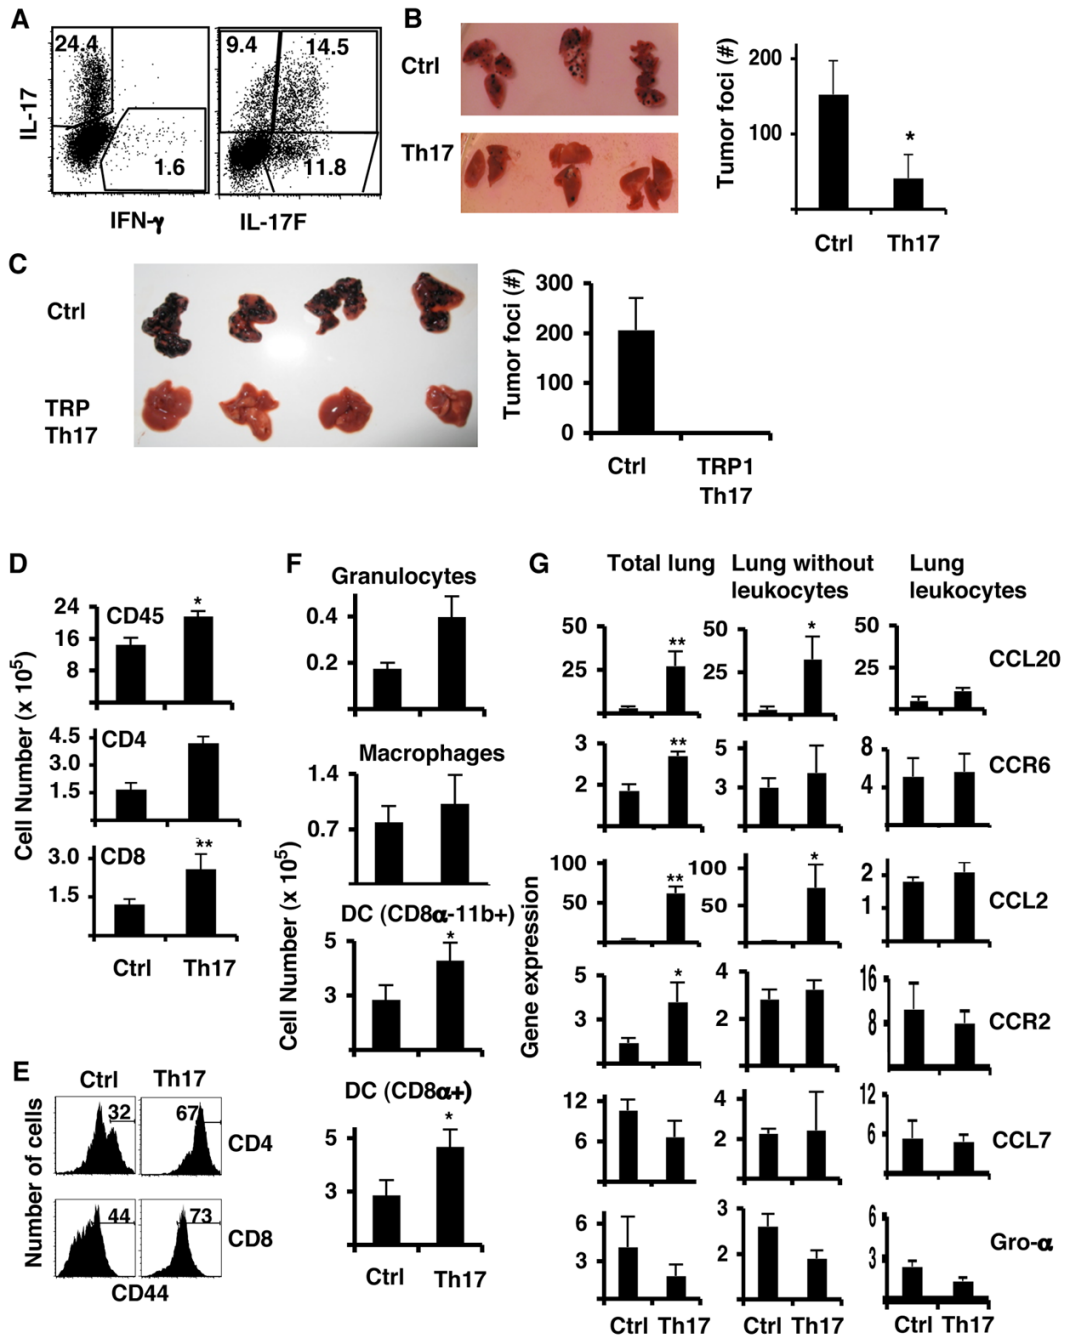 A
24.4
1.6
IL-17
IFN-γ
9.4
14.5
11.8
IL-17F
B
Ctrl
Th17
Tumor foci (#)
200
100
*
Ctrl
Th17
C
Ctrl
TRP
Th17
Tumor foci (#)
300
200
100
0
Ctrl
TRP1
Th17
D
Cell Number (x 10⁵)
CD45
24
16
8
*
CD4
4.5
3.0
1.5
CD8
3.0
1.5
**
Ctrl
Th17
E
Ctrl
Th17
Number of cells
32
67
CD4
44
73
CD8
CD44
F
Cell Number (x 10⁵)
Granulocytes
0.4
0.2
Macrophages
1.4
0.7
DC (CD8α-11b+)
5
3
*
DC (CD8α+)
5
3
*
Ctrl
Th17
G
Total lung
Lung without
leukocytes
Lung
leukocytes
Gene expression
50
25
**
50
25
*
50
25
CCL20
3
2
**
5
3
8
4
CCR6
100
50
**
100
50
*
2
1
CCL2
5
3
*
4
2
16
8
CCR2
12
6
4
2
12
6
CCL7
6
3
3
2
6
3
Gro-α
Ctrl Th17
Ctrl Th17
Ctrl Th17